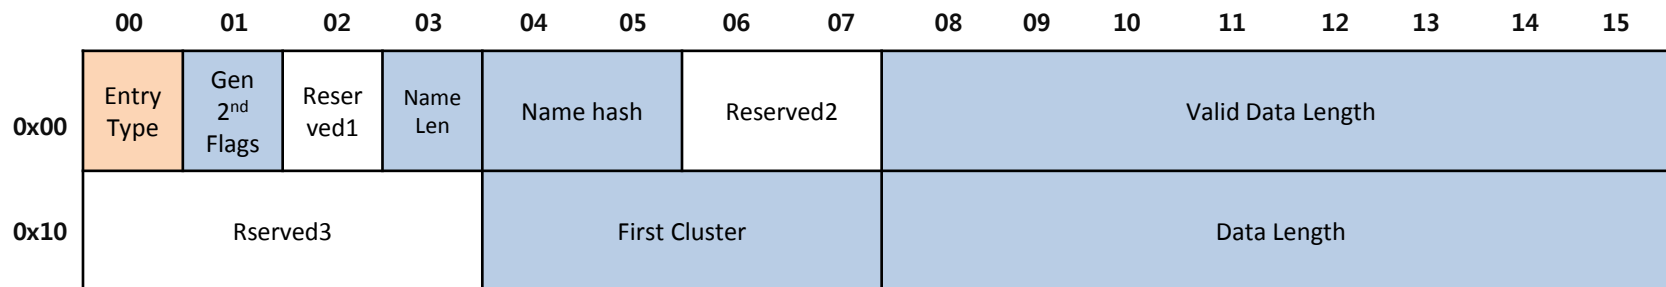 00 01 02 03 04 05 06 07 08 09 10 11 12 13 14 15
0x00
Entry
Type
Gen
2nd
Flags
Reser
ved1
Name
Len
Name hash
Reserved2
Valid Data Length
0x10
Rserved3
First Cluster
Data Length